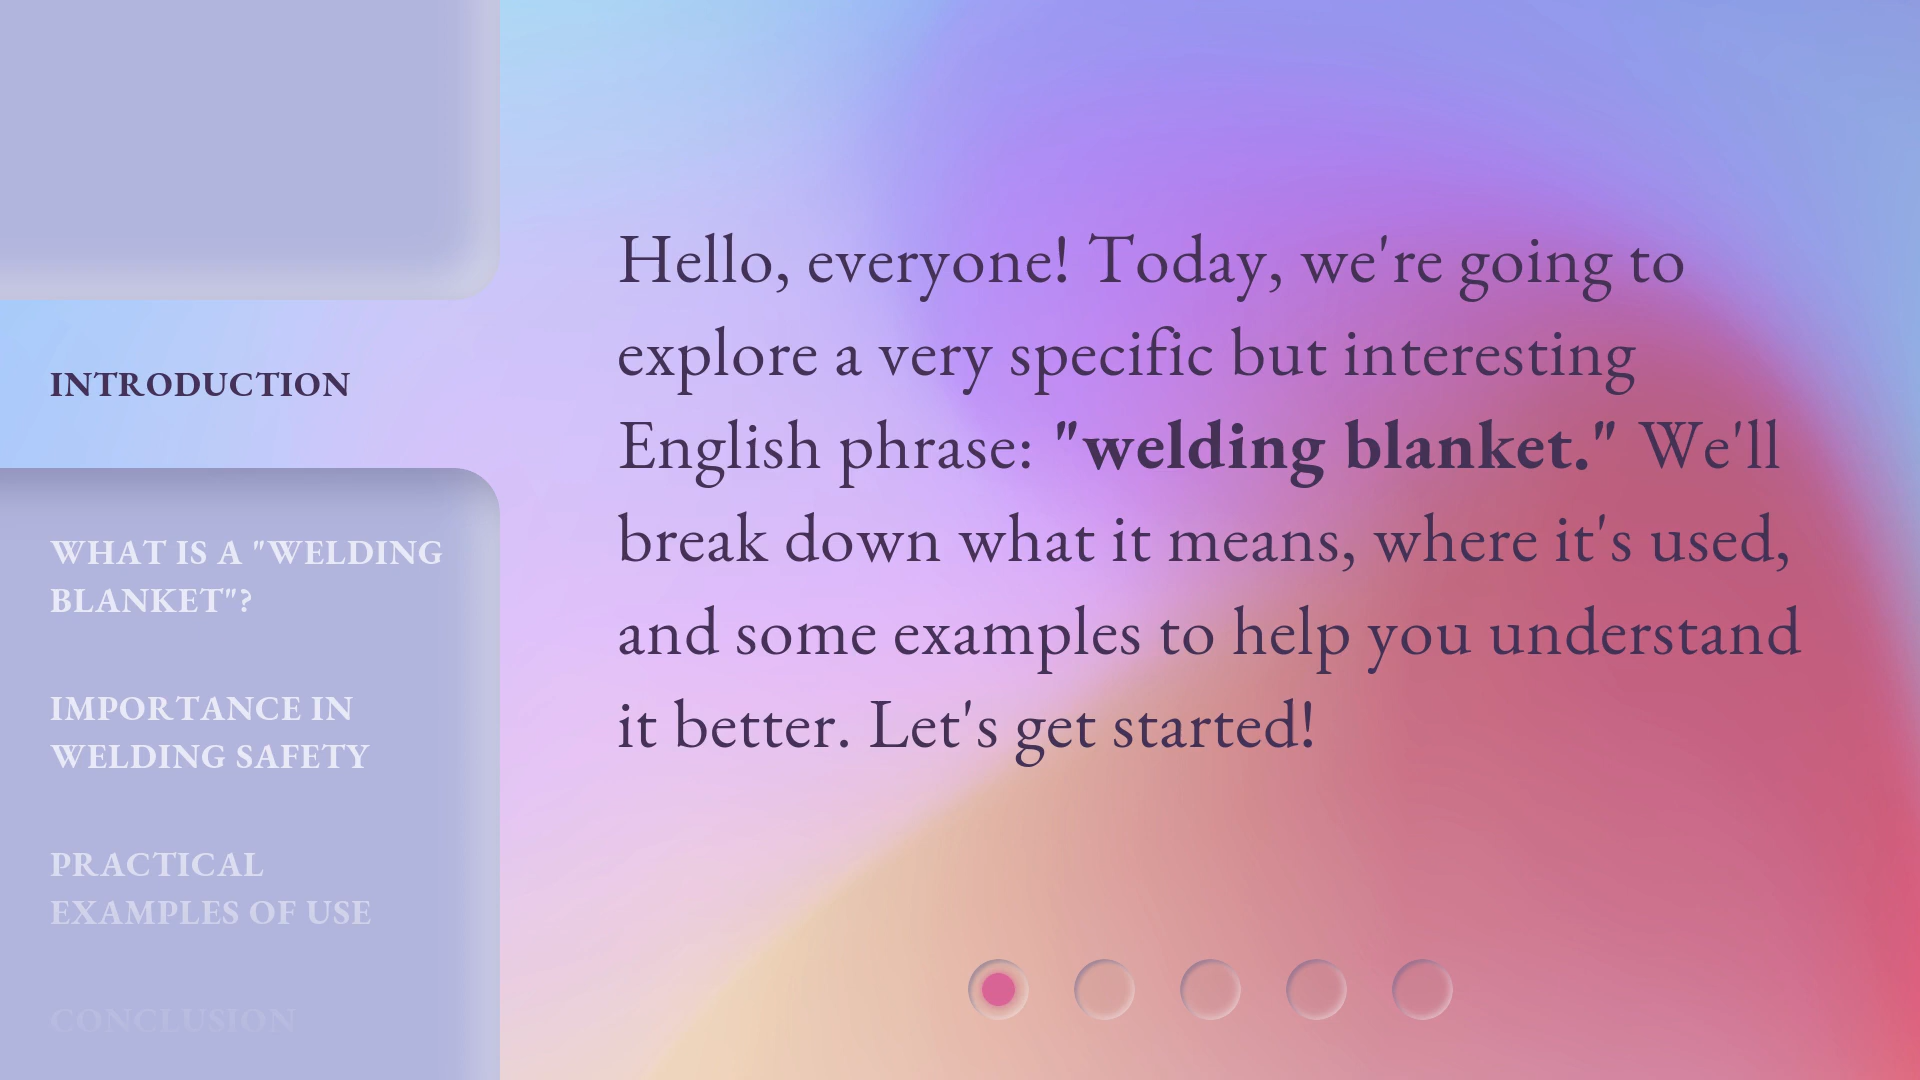 INTRODUCTION
WHAT IS A "WELDING
BLANKET"?
IMPORTANCE IN
WELDING SAFETY
PRACTICAL
EXAMPLES OF USE
CONCLUSION
Hello, everyone! Today, we're going to
explore a very specific but interesting
English phrase: "welding blanket." We'll
break down what it means, where it's used,
and some examples to help you understand
it better. Let's get started!